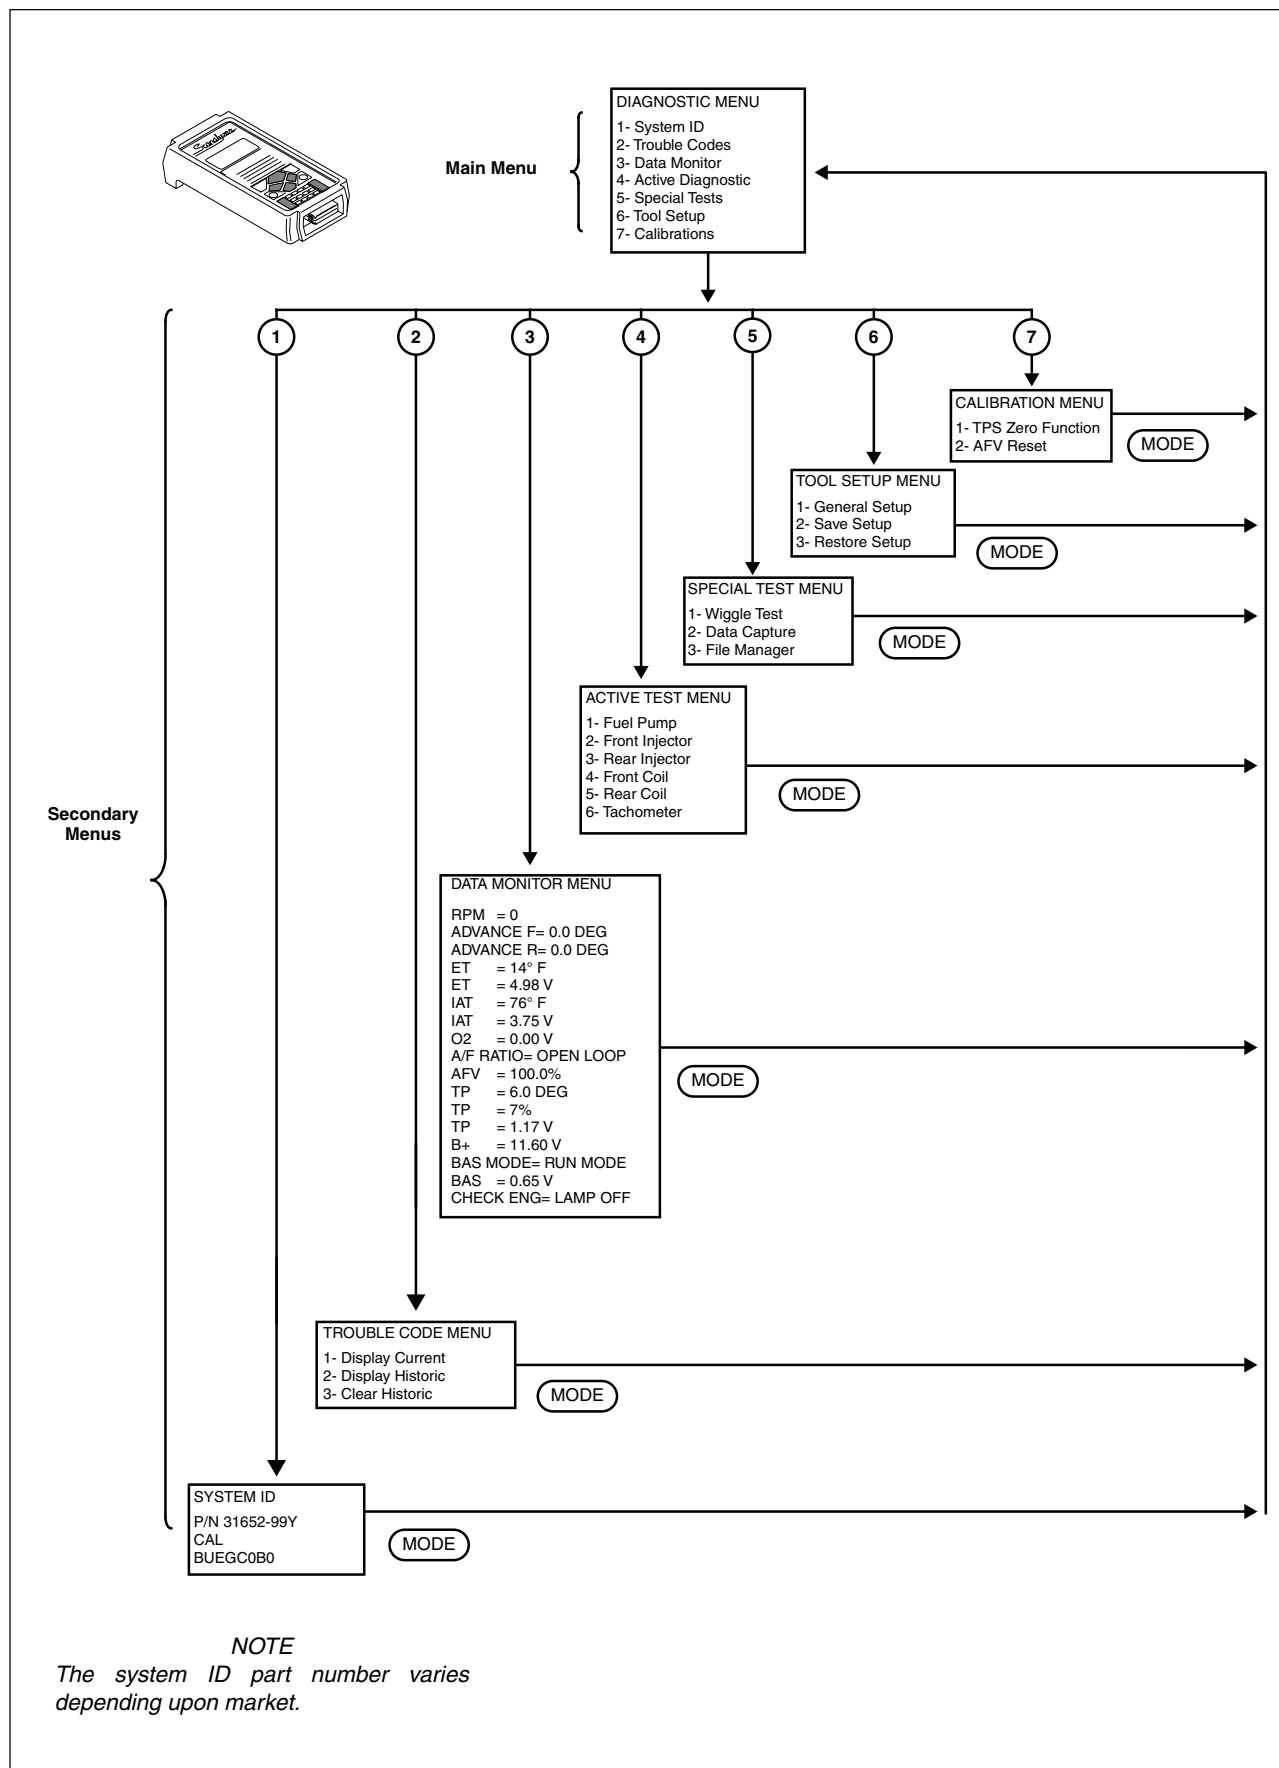 Scanalyzer
Main Menu
DIAGNOSTIC MENU
1- System ID
2- Trouble Codes
3- Data Monitor
4- Active Diagnostic
5- Special Tests
6- Tool Setup
7- Calibrations
1
2
3
4
5
6
7
CALIBRATION MENU
1- TPS Zero Function
2- AFV Reset
MODE
TOOL SETUP MENU
1- General Setup
2- Save Setup
3- Restore Setup
MODE
SPECIAL TEST MENU
1- Wiggle Test
2- Data Capture
3- File Manager
MODE
ACTIVE TEST MENU
1- Fuel Pump
2- Front Injector
3- Rear Injector
4- Front Coil
5- Rear Coil
6- Tachometer
MODE
Secondary
Menus
DATA MONITOR MENU
RPM = 0
ADVANCE F= 0.0 DEG
ADVANCE R= 0.0 DEG
ET = 14° F
ET = 4.98 V
IAT = 76° F
IAT = 3.75 V
O2 = 0.00 V
A/F RATIO= OPEN LOOP
AFV = 100.0%
TP = 6.0 DEG
TP = 7%
TP = 1.17 V
B+ = 11.60 V
BAS MODE= RUN MODE
BAS = 0.65 V
CHECK ENG= LAMP OFF
MODE
TROUBLE CODE MENU
1- Display Current
2- Display Historic
3- Clear Historic
MODE
SYSTEM ID
P/N 31652-99Y
CAL
BUEGC0B0
MODE
NOTE
The system ID part number varies
depending upon market.